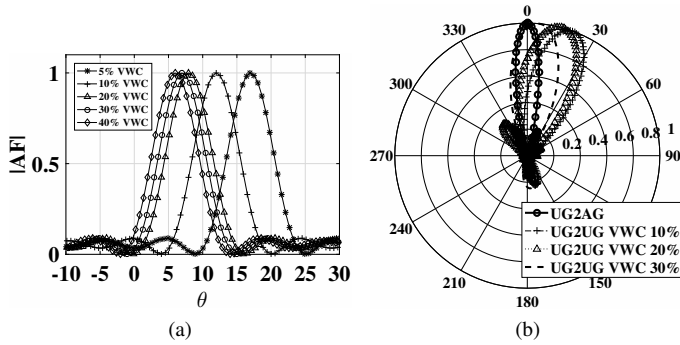 |AF|
1
0.5
0
-10 -5 0 5 10 15 20 25 30
θ
5% VWC
10% VWC
20% VWC
30% VWC
40% VWC
(a)
0
30
60
90
150
180
210
240
270
300
330
0.2 0.4 0.6 0.8 1
UG2AG
UG2UG VWC 10%
UG2UG VWC 20%
UG2UG VWC 30%
(b)